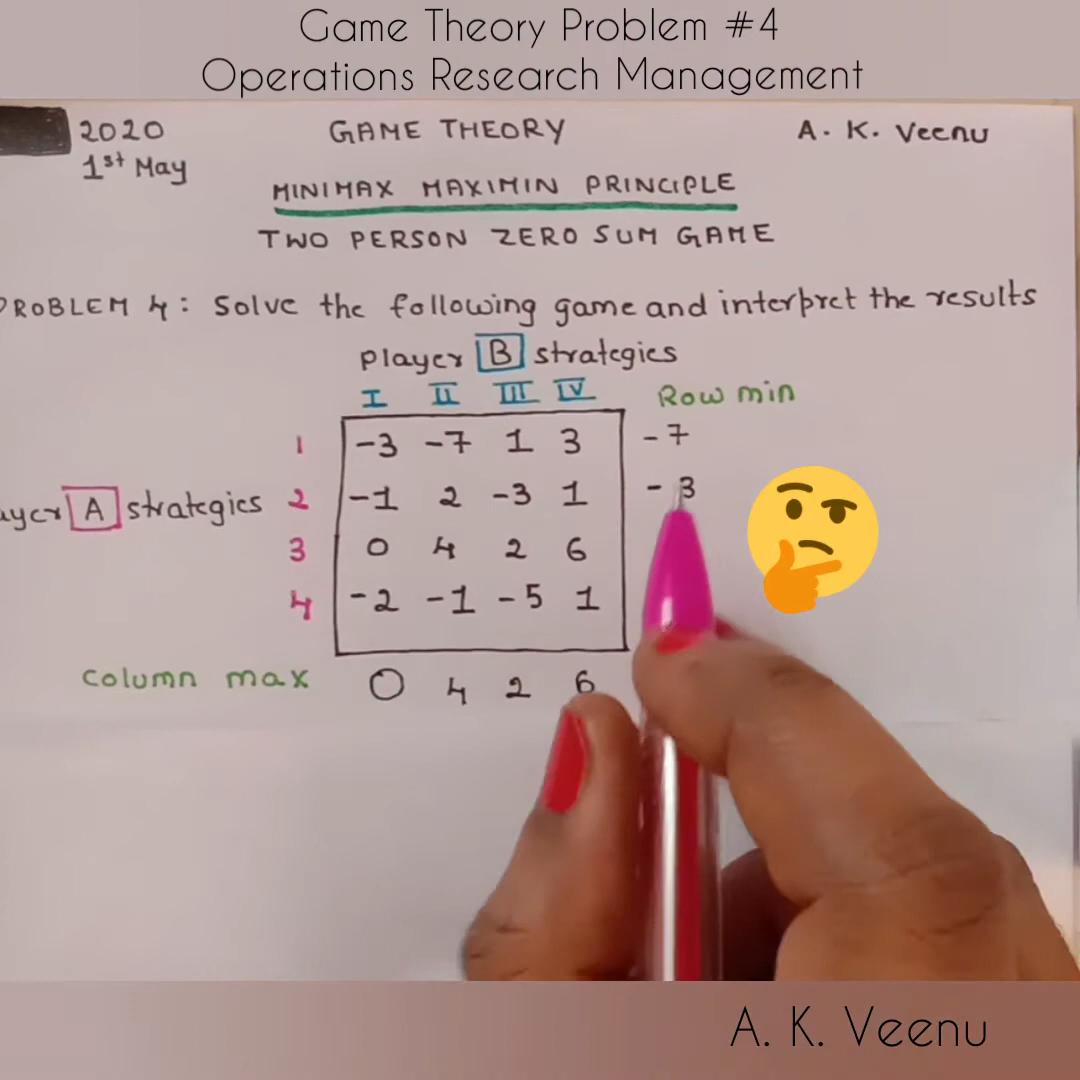 Game Theory Problem #4
Operations Research Management
2020 GAME THEORY A. K. Veenu
1st May
MINIMAX MAXIMIN PRINCIPLE
TWO PERSON ZERO SUM GAME
PROBLEM 4: Solve the following game and interpret the results
Player B strategies
I II III IV Row min
1 -3 -7 1 3 -7
A strategies 2 -1 2 -3 1 -3
3 0 4 2 6
4 -2 -1 -5 1
Column max 0 4 2 6
A. K. Veenu